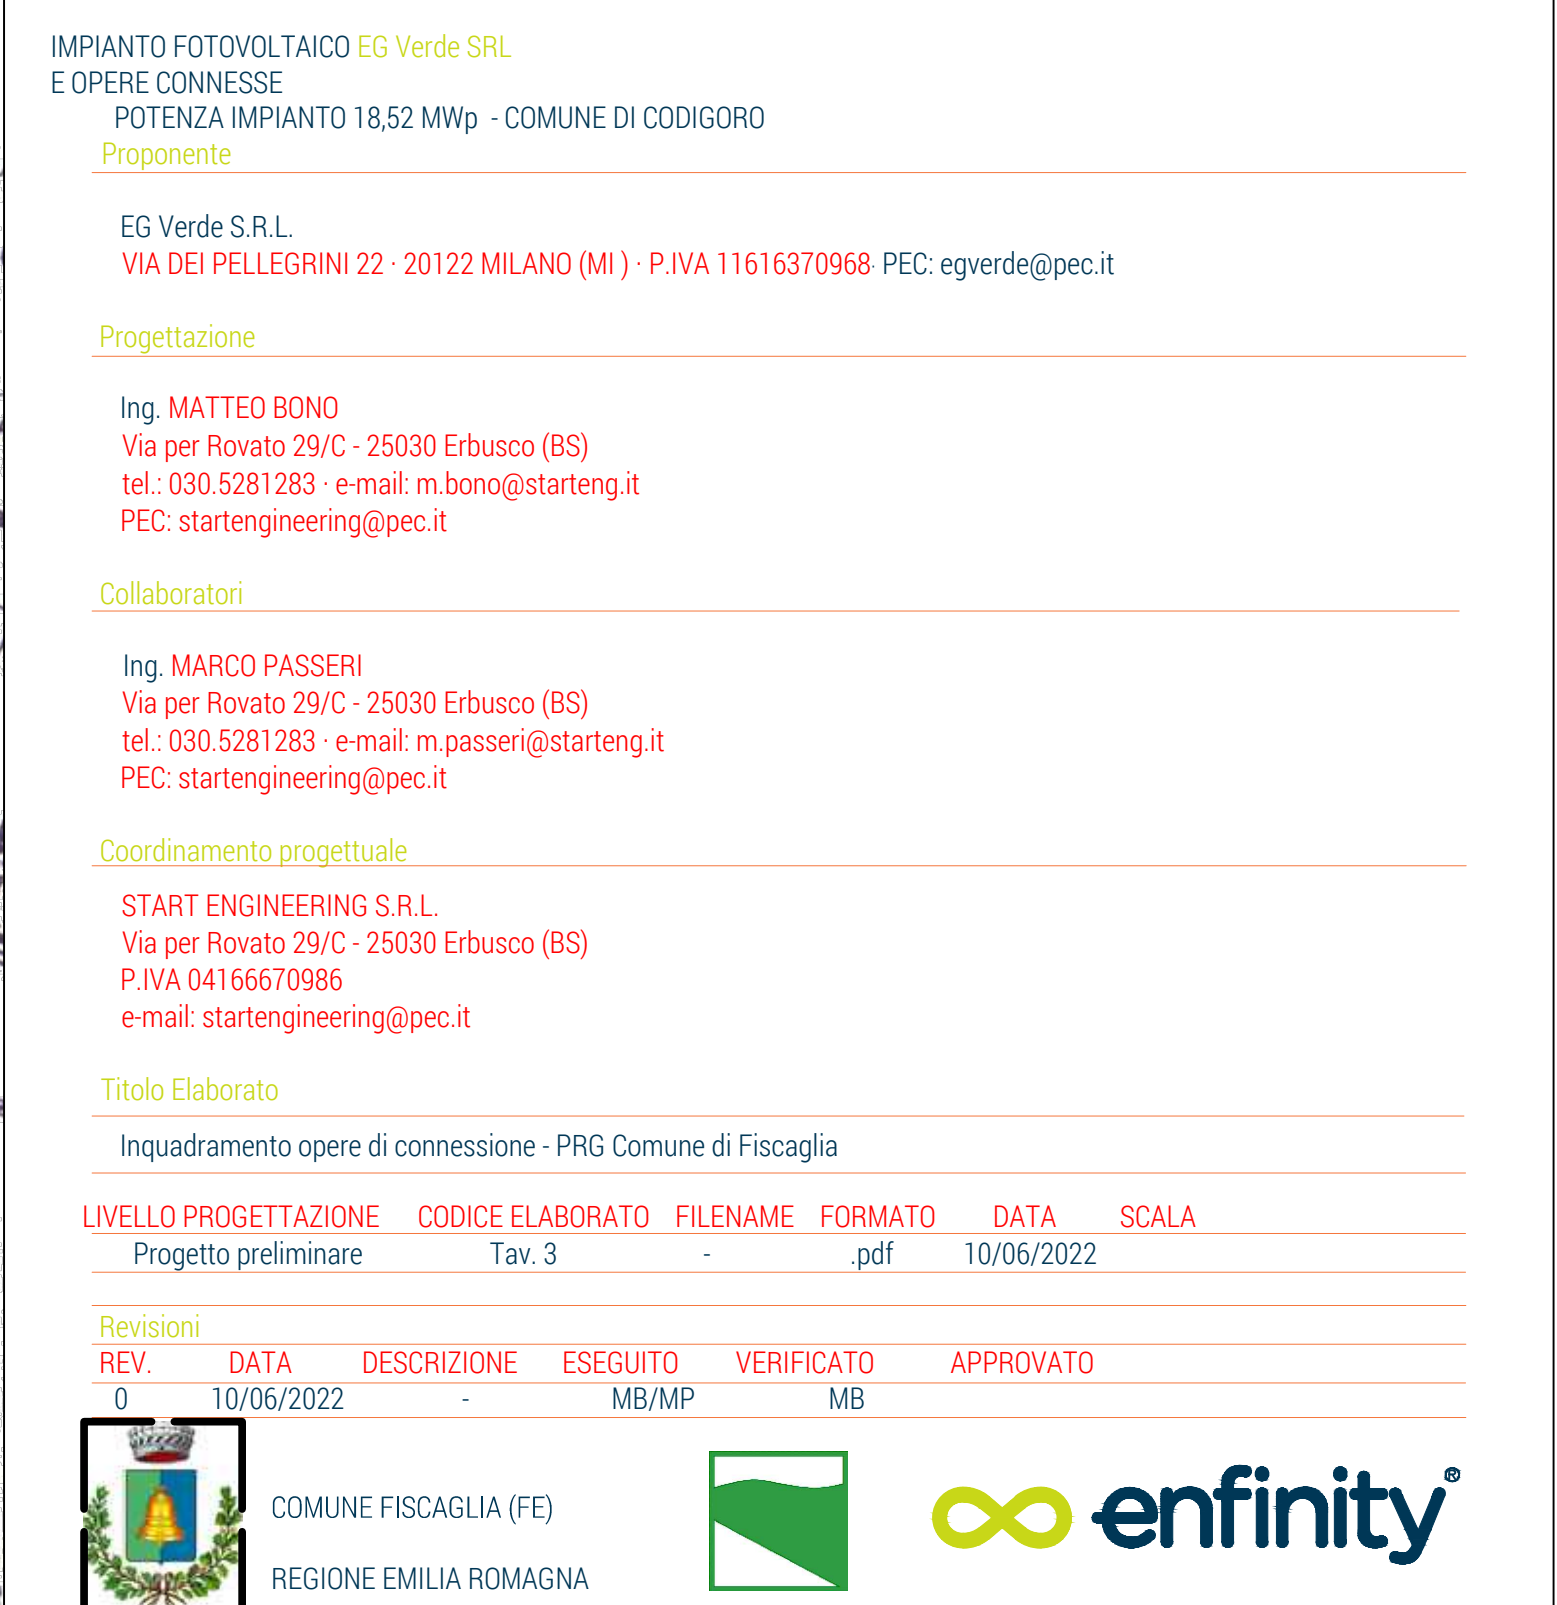 IMPIANTO FOTOVOLTAICO EG Verde SRL
E OPERE CONNESSE
POTENZA IMPIANTO 18,52 MWp - COMUNE DI CODIGORO
Proponente
EG Verde S.R.L.
VIA DEI PELLEGRINI 22 · 20122 MILANO (MI ) · P.IVA 11616370968· PEC: egverde@pec.it
Progettazione
Ing. MATTEO BONO
Via per Rovato 29/C - 25030 Erbusco (BS)
tel.: 030.5281283 · e-mail: m.bono@starteng.it
PEC: startengineering@pec.it
Collaboratori
Ing. MARCO PASSERI
Via per Rovato 29/C - 25030 Erbusco (BS)
tel.: 030.5281283 · e-mail: m.passeri@starteng.it
PEC: startengineering@pec.it
Coordinamento progettuale
START ENGINEERING S.R.L.
Via per Rovato 29/C - 25030 Erbusco (BS)
P.IVA 04166670986
e-mail: startengineering@pec.it
Titolo Elaborato
Inquadramento opere di connessione - PRG Comune di Fiscaglia
LIVELLO PROGETTAZIONE CODICE ELABORATO FILENAME FORMATO DATA SCALA
Progetto preliminare Tav. 3 - .pdf 10/06/2022
Revisioni
REV. DATA DESCRIZIONE ESEGUITO VERIFICATO APPROVATO
0 10/06/2022 - MB/MP MB
COMUNE FISCAGLIA (FE)
REGIONE EMILIA ROMAGNA
enfinity®